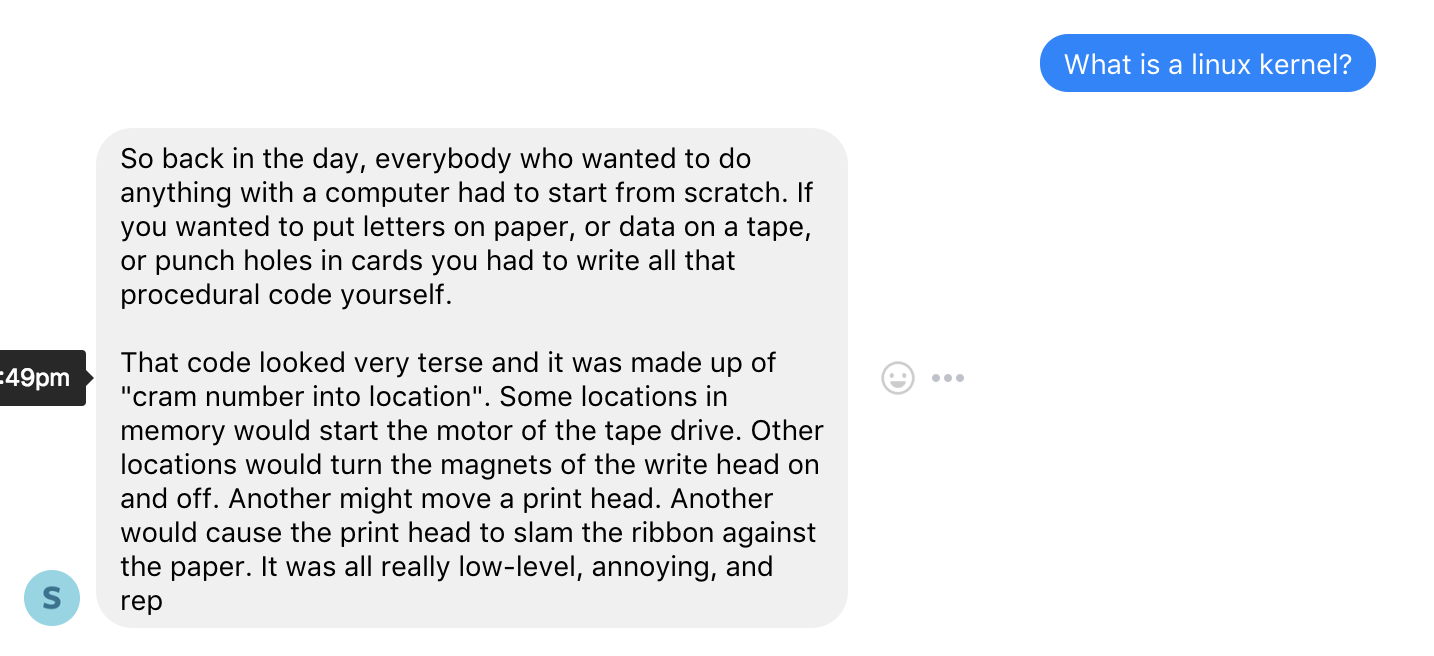 What is a linux kernel?
So back in the day, everybody who wanted to do
anything with a computer had to start from scratch. If
you wanted to put letters on paper, or data on a tape,
or punch holes in cards you had to write all that
procedural code yourself.
That code looked very terse and it was made up of
"cram number into location". Some locations in
memory would start the motor of the tape drive. Other
locations would turn the magnets of the write head on
and off. Another might move a print head. Another
would cause the print head to slam the ribbon against
the paper. It was all really low-level, annoying, and
rep
:49pm
S